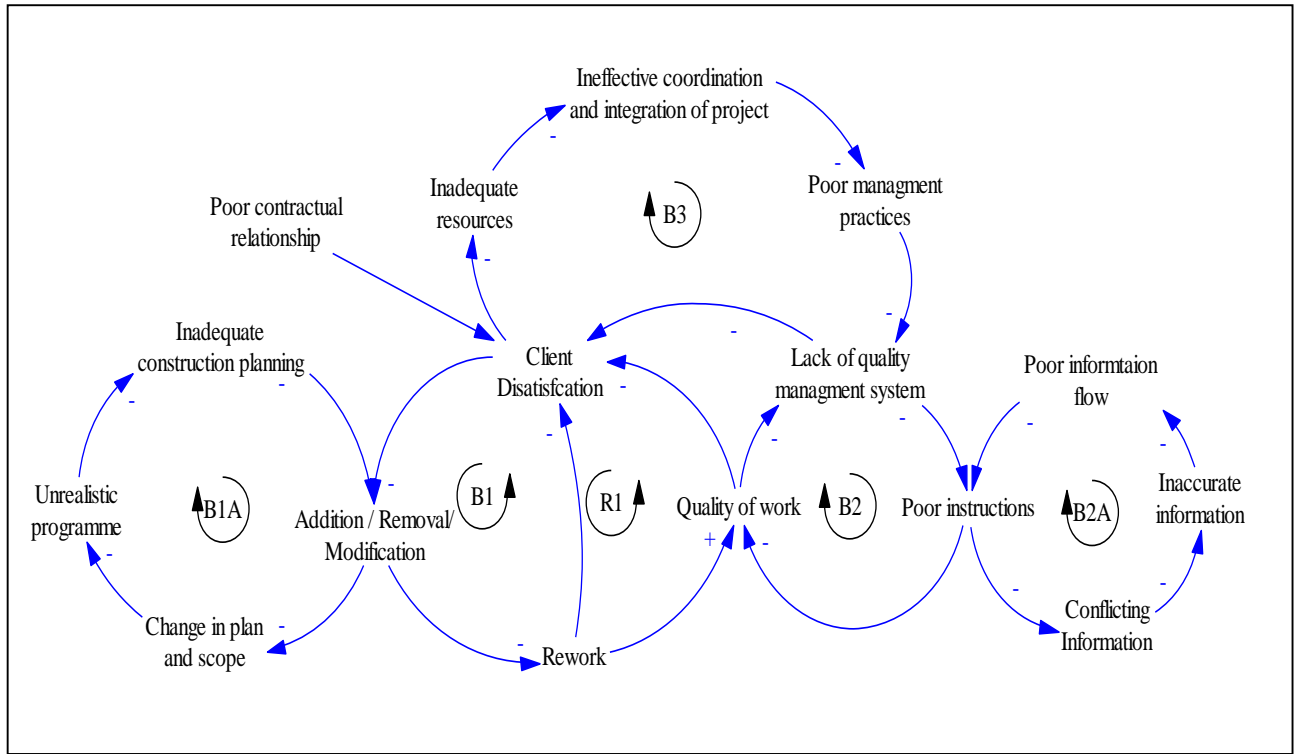 Ineffective coordination
and integration of project
-
-
Inadequate
resources
Poor managment
practices
B3
Poor contractual
relationship
-
-
Inadequate
construction planning
-
-
Client
Disatisfcation
-
-
Lack of quality
managment system
-
Poor informtaion
flow
-
-
-
-
Unrealistic
programme
B1A
-
Addition / Removal/
Modification
B1
R1
Quality of work
+
-
B2
Poor instructions
B2A
Inaccurate
information
-
-
Change in plan
and scope
-
-
Rework
-
Conflicting
Information
-